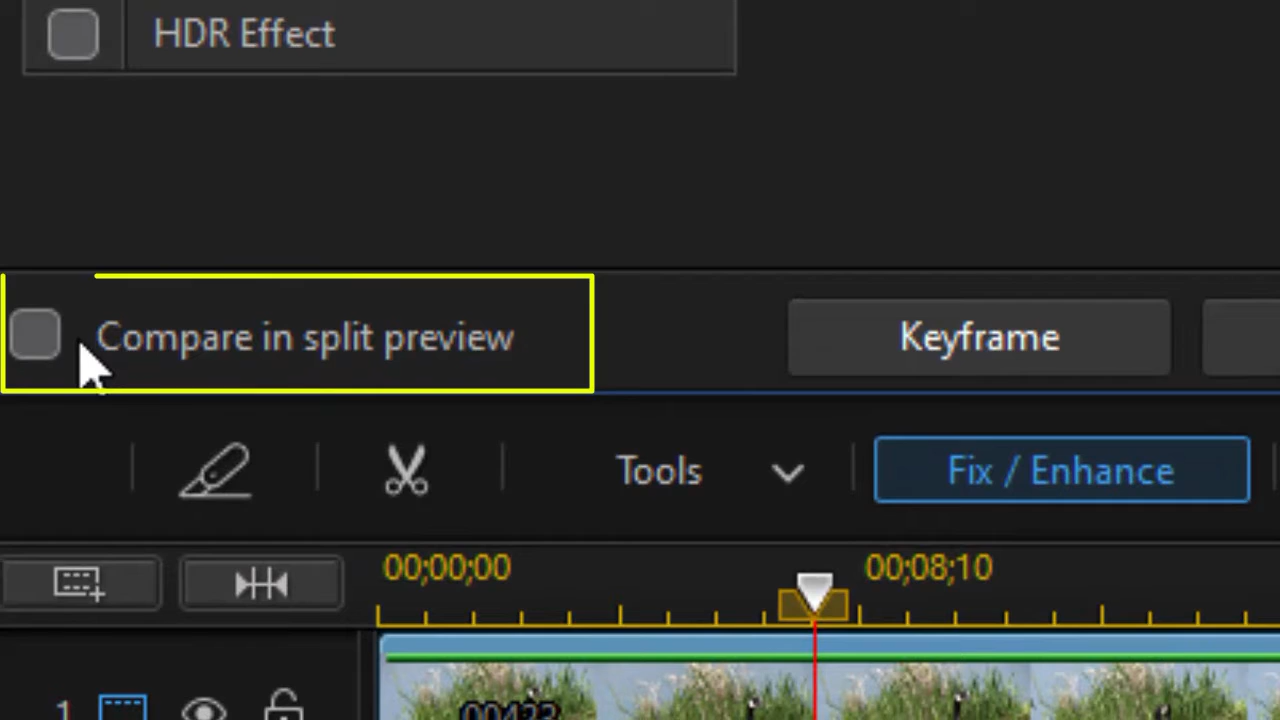 HDR Effect
Compare in split preview
Keyframe
Tools
Fix / Enhance
00;00;00
00;08;10
1